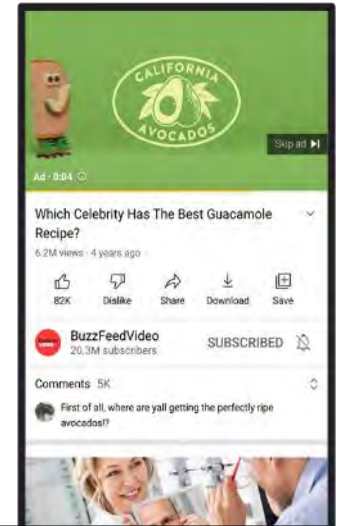 CALIFORNIA
AVOCADOS
Skip ad
Ad · 0:04
Which Celebrity Has The Best Guacamole
Recipe?
6.2M views · 4 years ago
82K Dislike Share Download Save
BuzzFeedVideo
20.3M subscribers
SUBSCRIBED
Comments 5K
First of all, where are yall getting the perfectly ripe
avocados!?